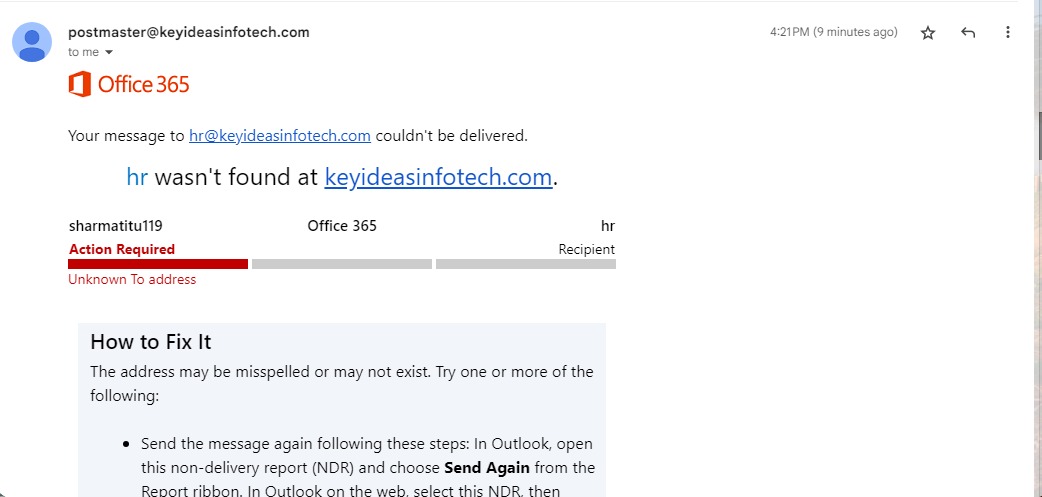 postmaster@keyideasinfotech.com
4:21 PM (9 minutes ago)
to me
Office 365
Your message to hr@keyideasinfotech.com couldn't be delivered.
hr wasn't found at keyideasinfotech.com.
sharmatitu119 Office 365 hr
Action Required Recipient
Unknown To address
How to Fix It
The address may be misspelled or may not exist. Try one or more of the
following:
• Send the message again following these steps: In Outlook, open
this non-delivery report (NDR) and choose Send Again from the
Report ribbon. In Outlook on the web, select this NDR, then